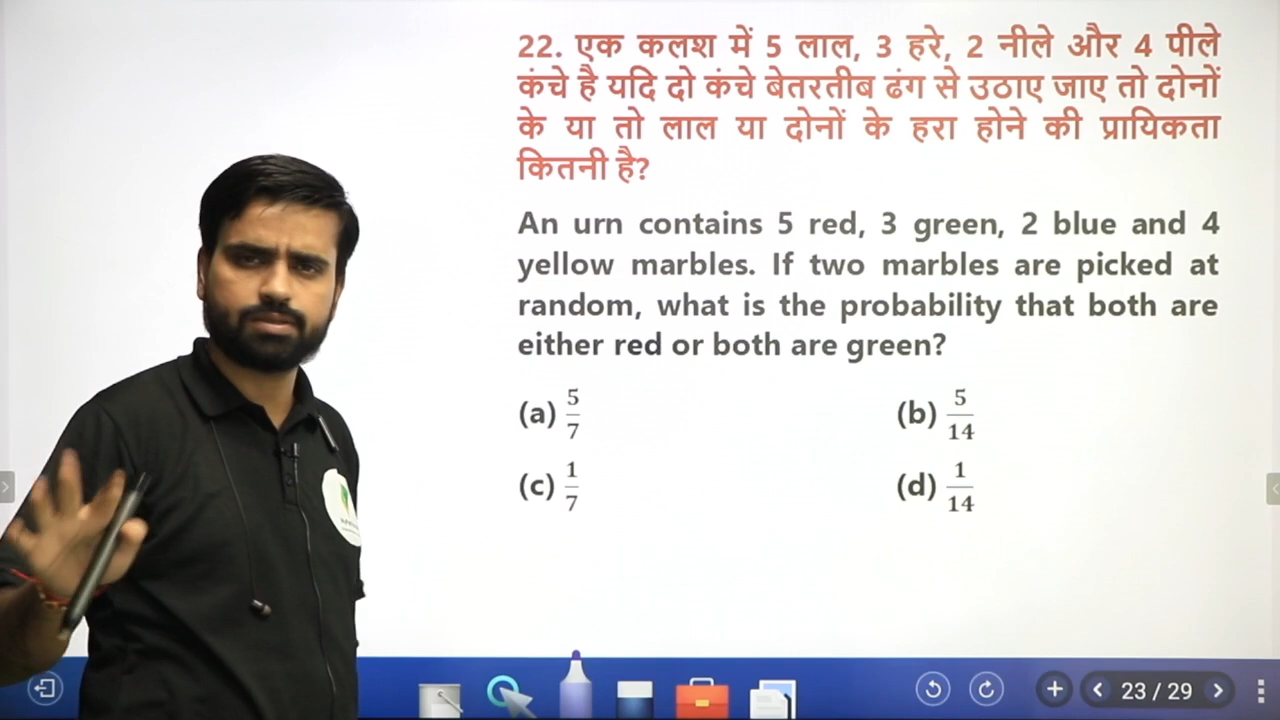 22. एक कलश में 5 लाल, 3 हरे, 2 नीले और 4 पीले
कंचे है यदि दो कंचे बेतरतीब ढंग से उठाए जाए तो दोनों
के या तो लाल या दोनों के हरा होने की प्रायिकता
कितनी है?
An urn contains 5 red, 3 green, 2 blue and 4
yellow marbles. If two marbles are picked at
random, what is the probability that both are
either red or both are green?
(a) 5/7 (b) 5/14
(c) 1/7 (d) 1/14
23 / 29